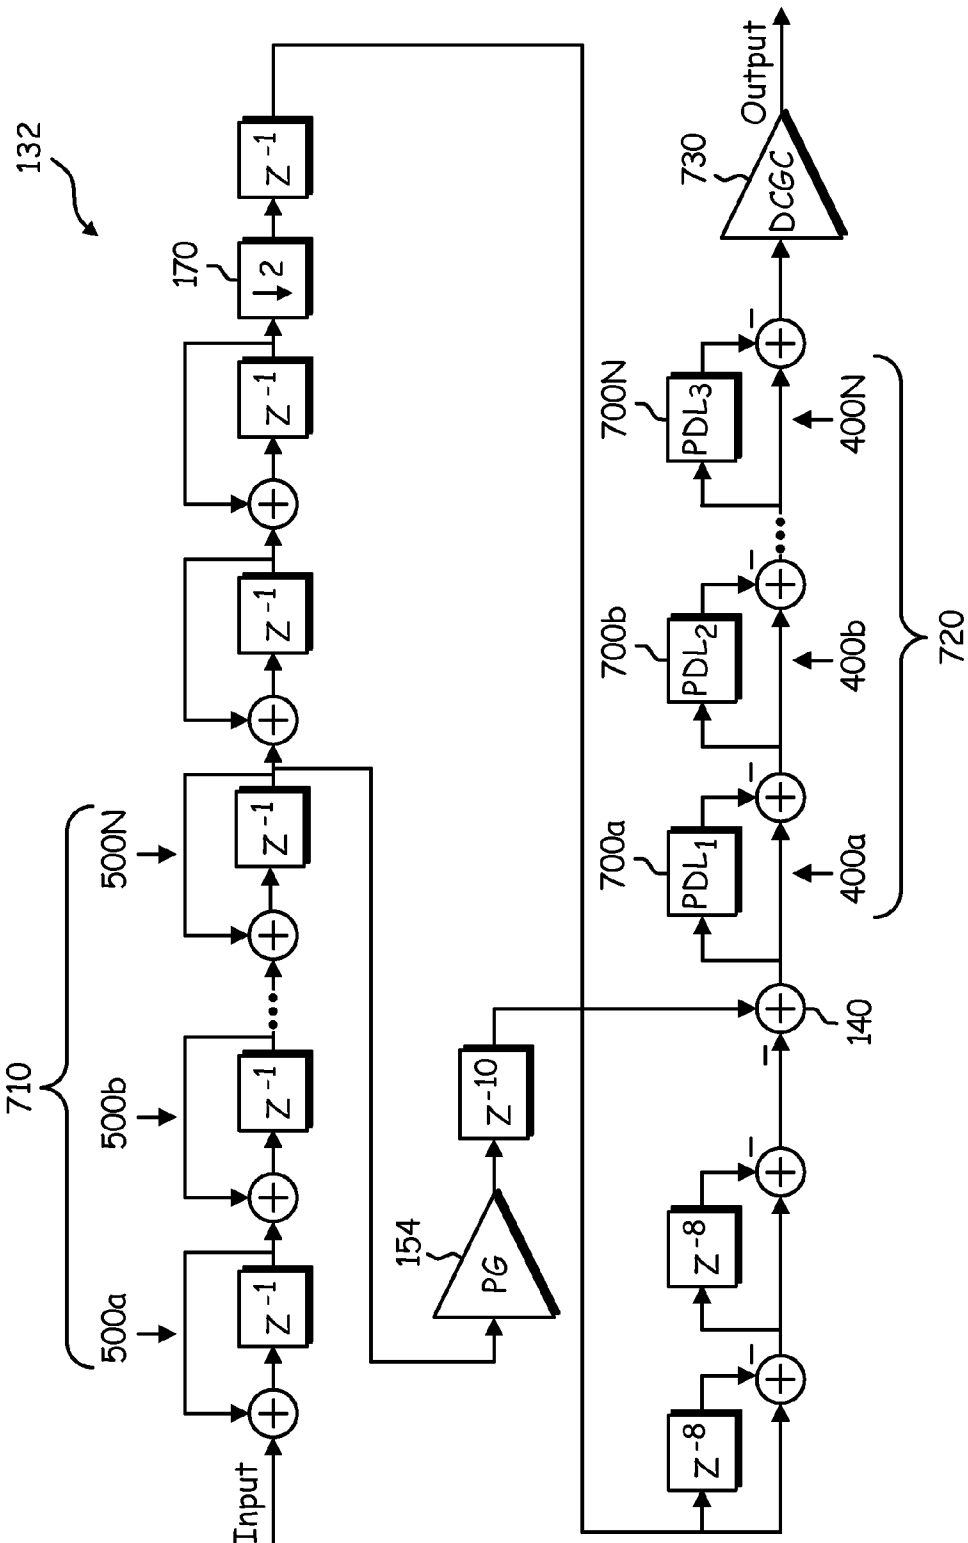 132
710
500a
500b
500N
170
Input
+
Z⁻¹
+
Z⁻¹
+
Z⁻¹
+
Z⁻¹
+
Z⁻¹
↓2
Z⁻¹
154
PG
Z⁻¹⁰
Z⁻⁸
−
+
Z⁻⁸
−
+
−
+
140
700a
PDL₁
−
+
400a
700b
PDL₂
−
+
400b
700N
PDL₃
−
+
400N
720
730
DCGC
Output